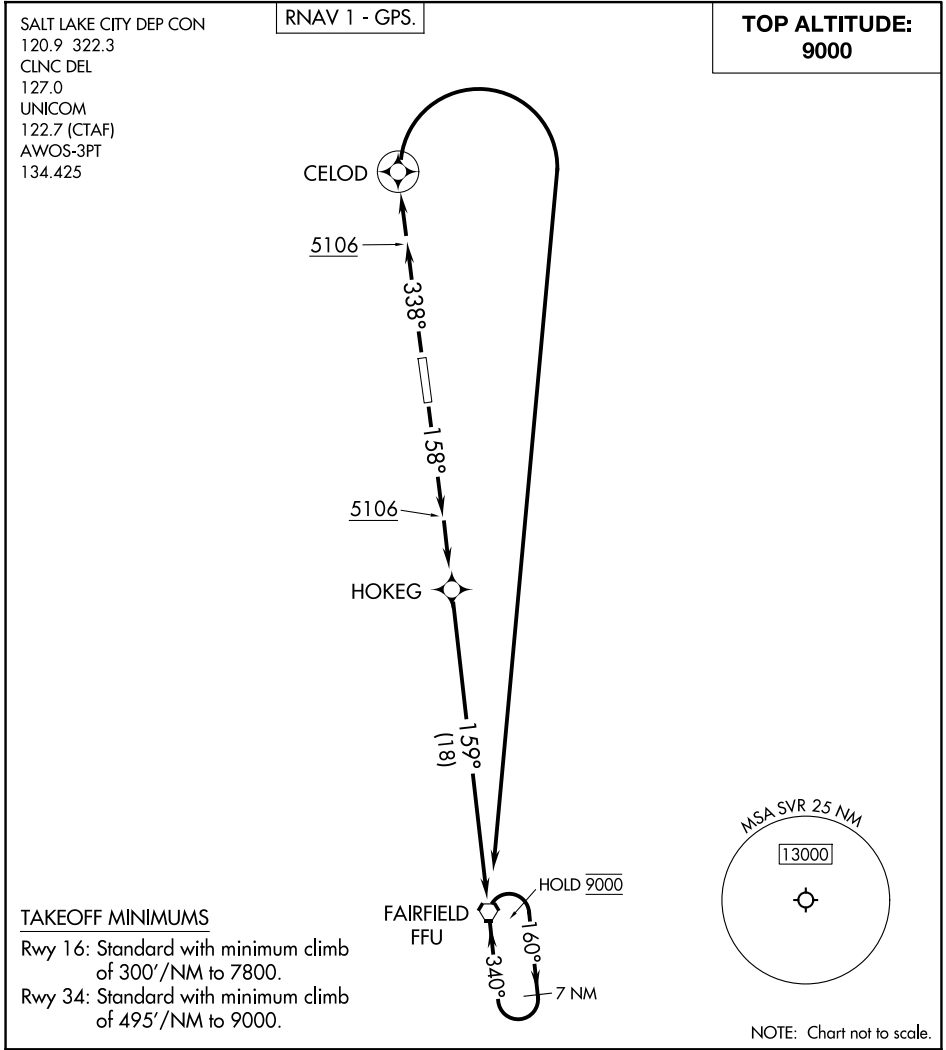 SALT LAKE CITY DEP CON
120.9 322.3
CLNC DEL
127.0
UNICOM
122.7 (CTAF)
AWOS-3PT
134.425
RNAV 1 - GPS.
TOP ALTITUDE:
9000
CELOD
5106
338°
158°
5106
HOKEG
159°
(18)
MSA SVR 25 NM
13000
HOLD 9000
FAIRFIELD
FFU
160°
340°
7 NM
TAKEOFF MINIMUMS
Rwy 16: Standard with minimum climb
of 300'/NM to 7800.
Rwy 34: Standard with minimum climb
of 495'/NM to 9000.
NOTE: Chart not to scale.